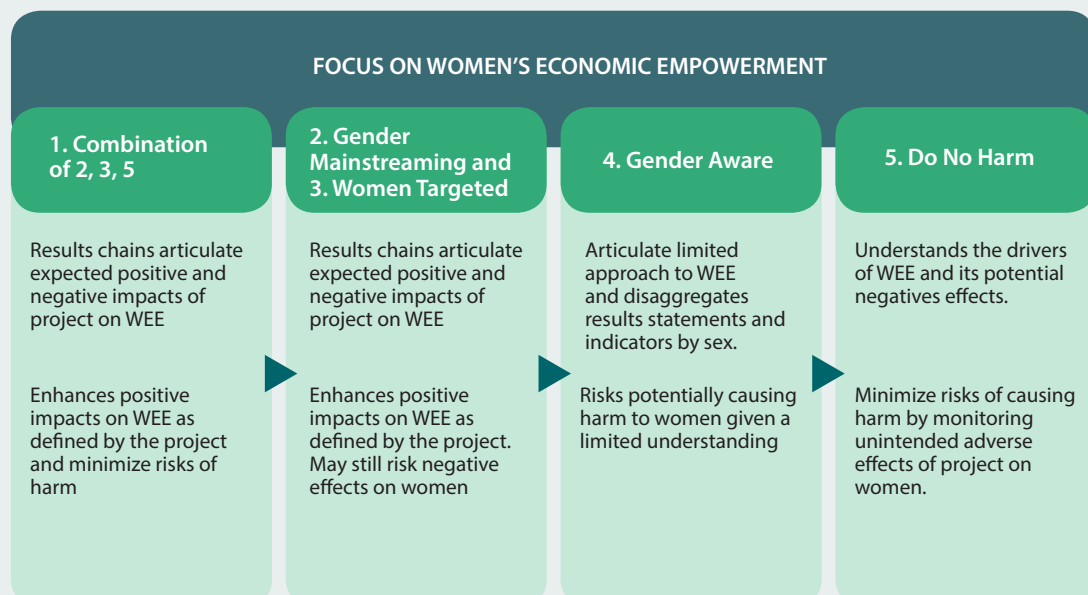 FOCUS ON WOMEN'S ECONOMIC EMPOWERMENT
1. Combination
of 2, 3, 5
Results chains articulate
expected positive and
negative impacts of
project on WEE
Enhances positive
impacts on WEE as
defined by the project
and minimize risks of
harm
2. Gender
Mainstreaming and
3. Women Targeted
Results chains articulate
expected positive and
negative impacts of
project on WEE
Enhances positive
impacts on WEE as
defined by the project.
May still risk negative
effects on women
4. Gender Aware
Articulate limited
approach to WEE
and disaggregates
results statements and
indicators by sex.
Risks potentially causing
harm to women given a
limited understanding
5. Do No Harm
Understands the drivers
of WEE and its potential
negatives effects.
Minimize risks of causing
harm by monitoring
unintended adverse
effects of project on
women.